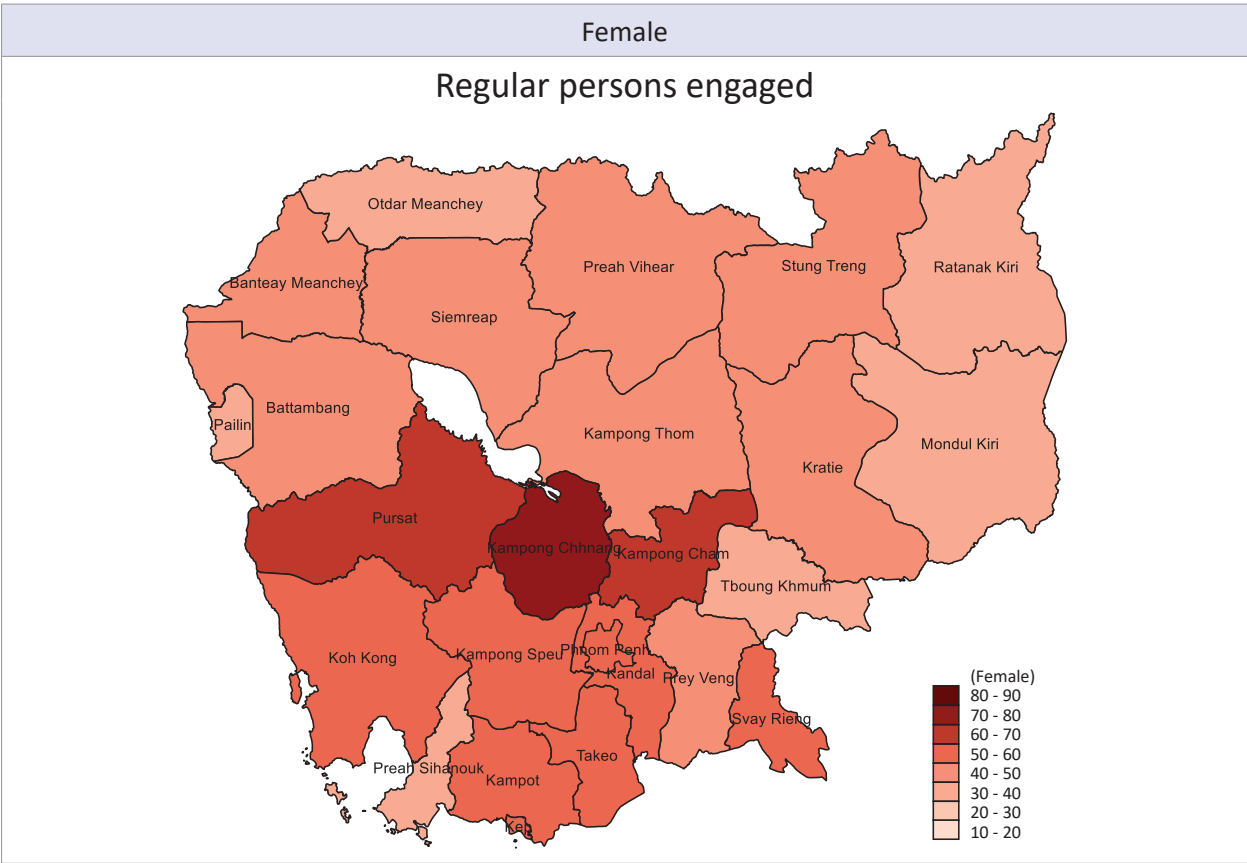 Female
Regular persons engaged
Otdar Meanchey
Preah Vihear
Stung Treng
Ratanak Kiri
Banteay Meanchey
Siemreap
Battambang
Pailin
Kampong Thom
Mondul Kiri
Kratie
Pursat
Kampong Chhnang
Kampong Cham
Tboung Khmum
Koh Kong
Kampong Speu
Phnom Penh
Kandal
Prey Veng
Svay Rieng
Takeo
Preah Sihanouk
Kampot
Kep
(Female)
80 - 90
70 - 80
60 - 70
50 - 60
40 - 50
30 - 40
20 - 30
10 - 20